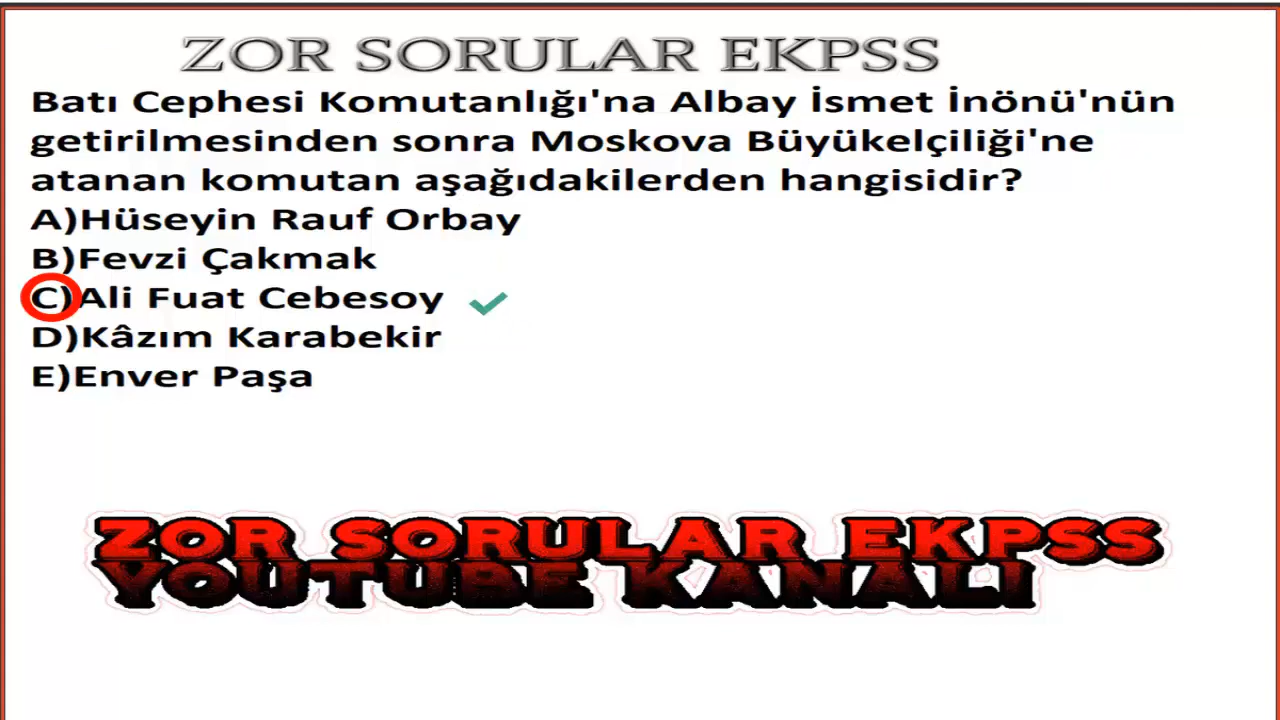 ZOR SORULAR EKPSS
Batı Cephesi Komutanlığı'na Albay İsmet İnönü'nün
getirilmesinden sonra Moskova Büyükelçiliği'ne
atanan komutan aşağıdakilerden hangisidir?
A)Hüseyin Rauf Orbay
B)Fevzi Çakmak
C)Ali Fuat Cebesoy
D)Kâzım Karabekir
E)Enver Paşa
ZOR SORULAR EKPSS
YOUTUBE KANALI